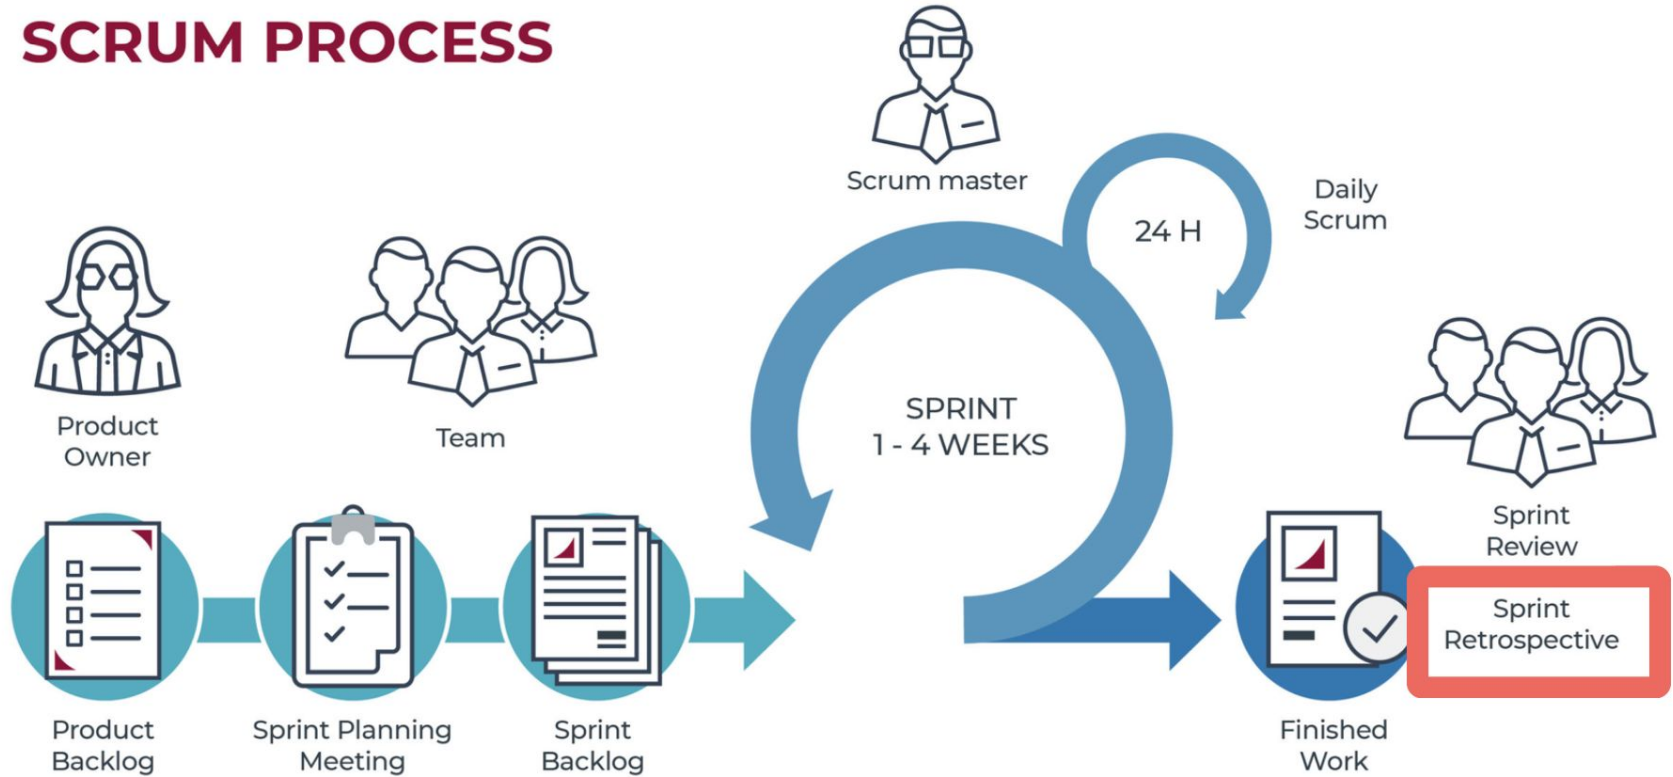 SCRUM PROCESS
Scrum master
Daily
Scrum
24 H
Product
Owner
Team
SPRINT
1 - 4 WEEKS
Sprint
Review
Sprint
Retrospective
Product
Backlog
Sprint Planning
Meeting
Sprint
Backlog
Finished
Work